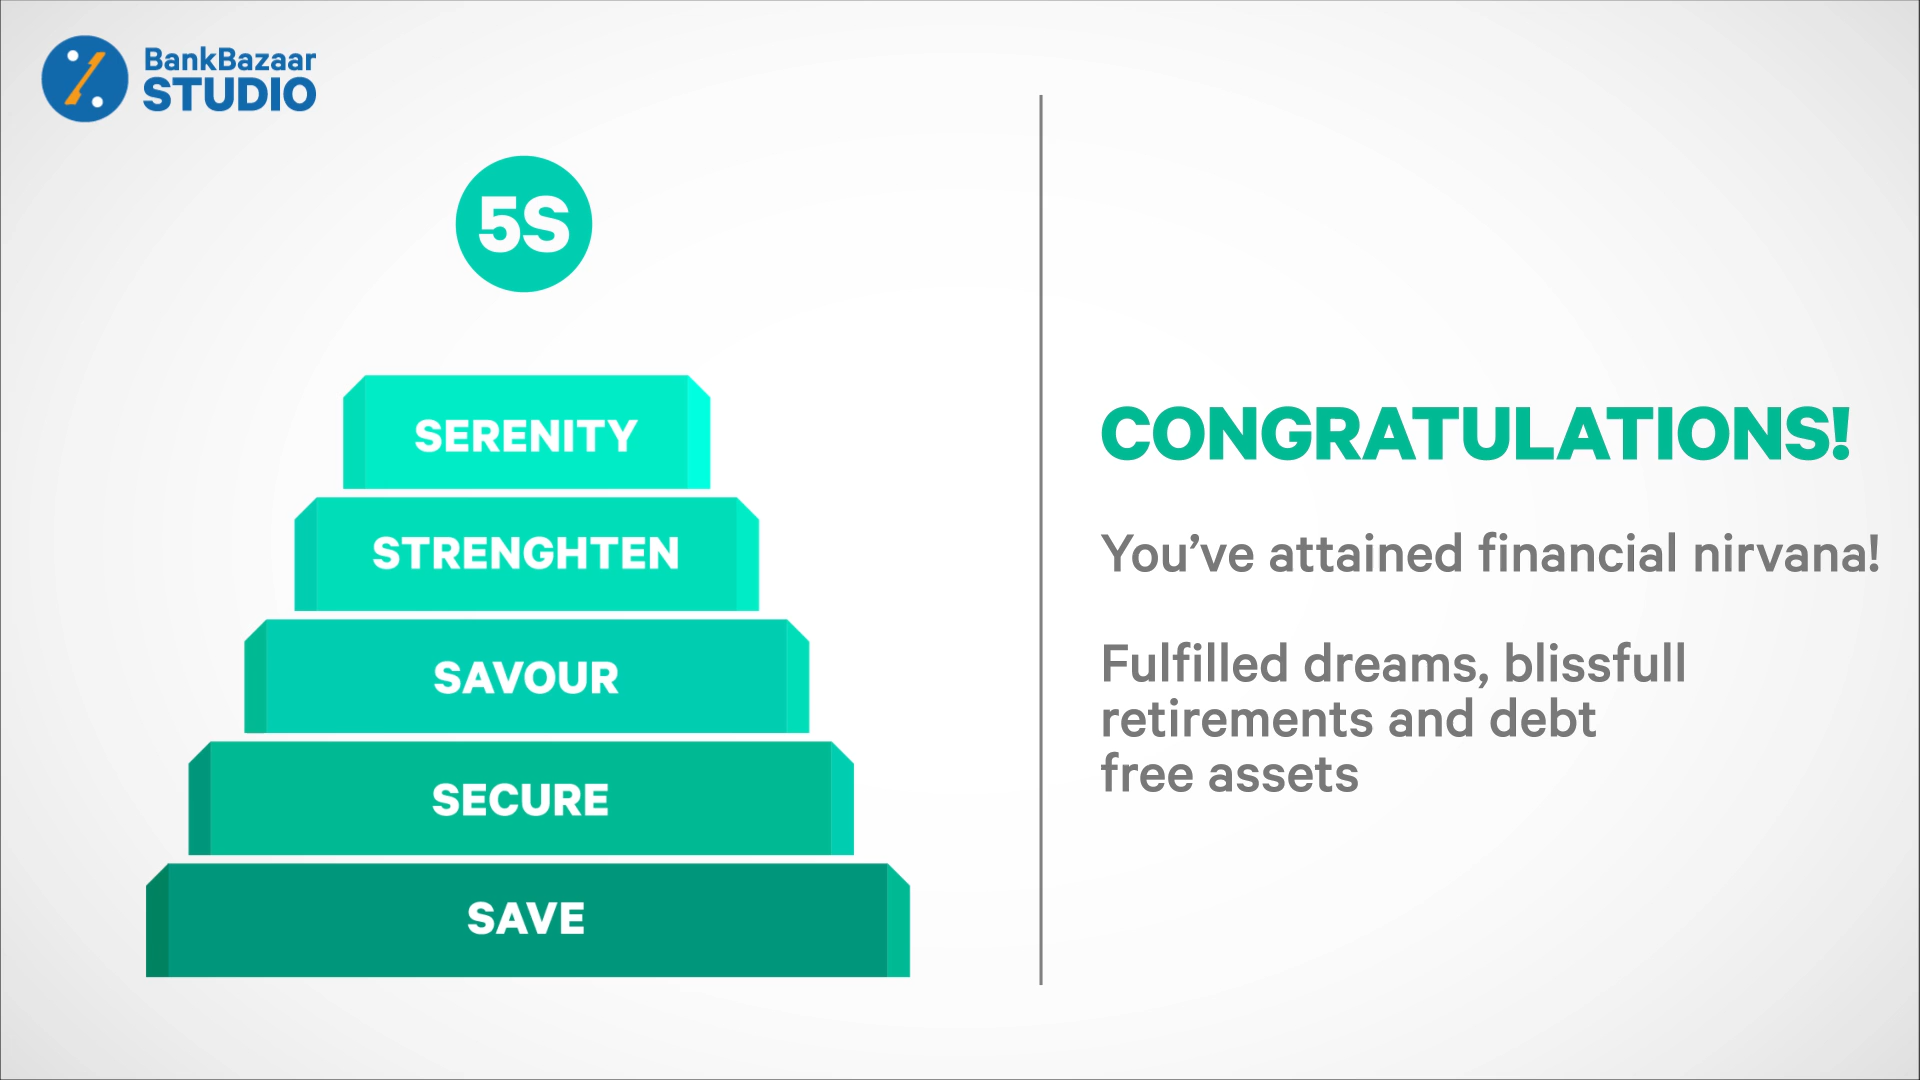 BankBazaar
STUDIO
5S
SERENITY
STRENGHTEN
SAVOUR
SECURE
SAVE
CONGRATULATIONS!
You've attained financial nirvana!
Fulfilled dreams, blissfull
retirements and debt
free assets